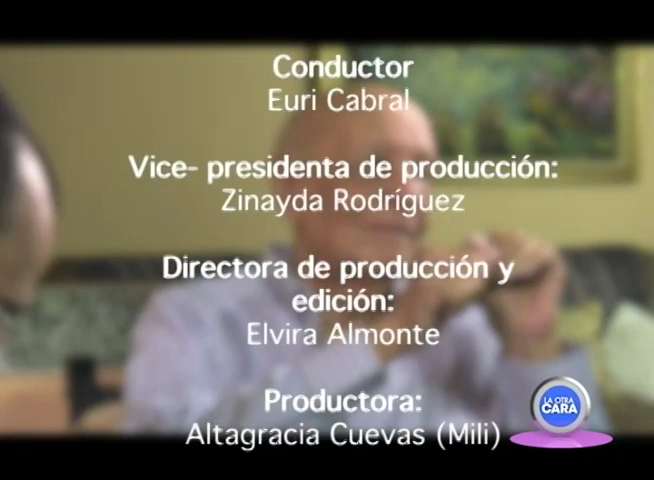 Conductor
Euri Cabral
Vice- presidenta de producción:
Zinayda Rodríguez
Directora de producción y
edición:
Elvira Almonte
Productora:
Altagracia Cuevas (Mili)
LA OTRA
CARA